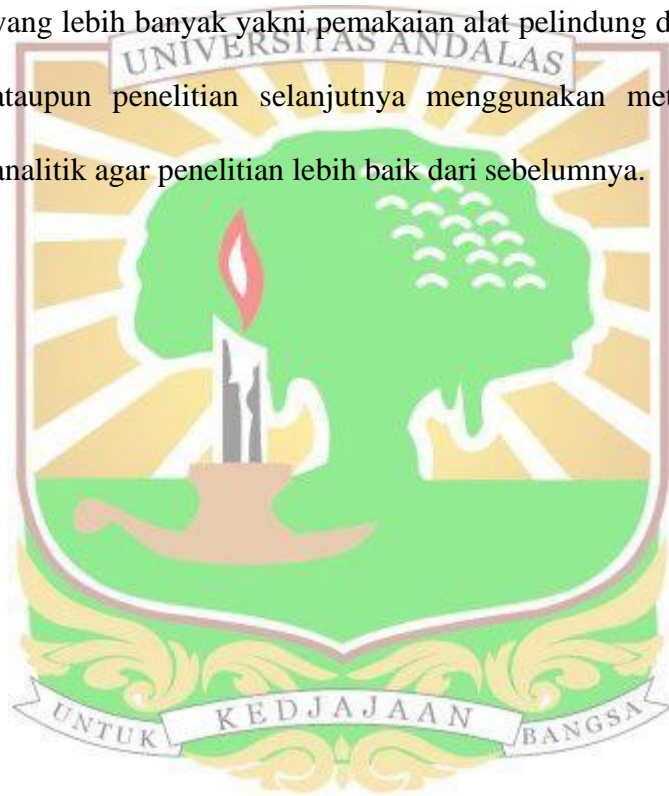 yang lebih banyak yakni pemakaian alat pelindung d
UNIVERSITAS ANDALAS
ataupun penelitian selanjutnya menggunakan met
analitik agar penelitian lebih baik dari sebelumnya.
UNTUK KEDJAJAAN BANGSA